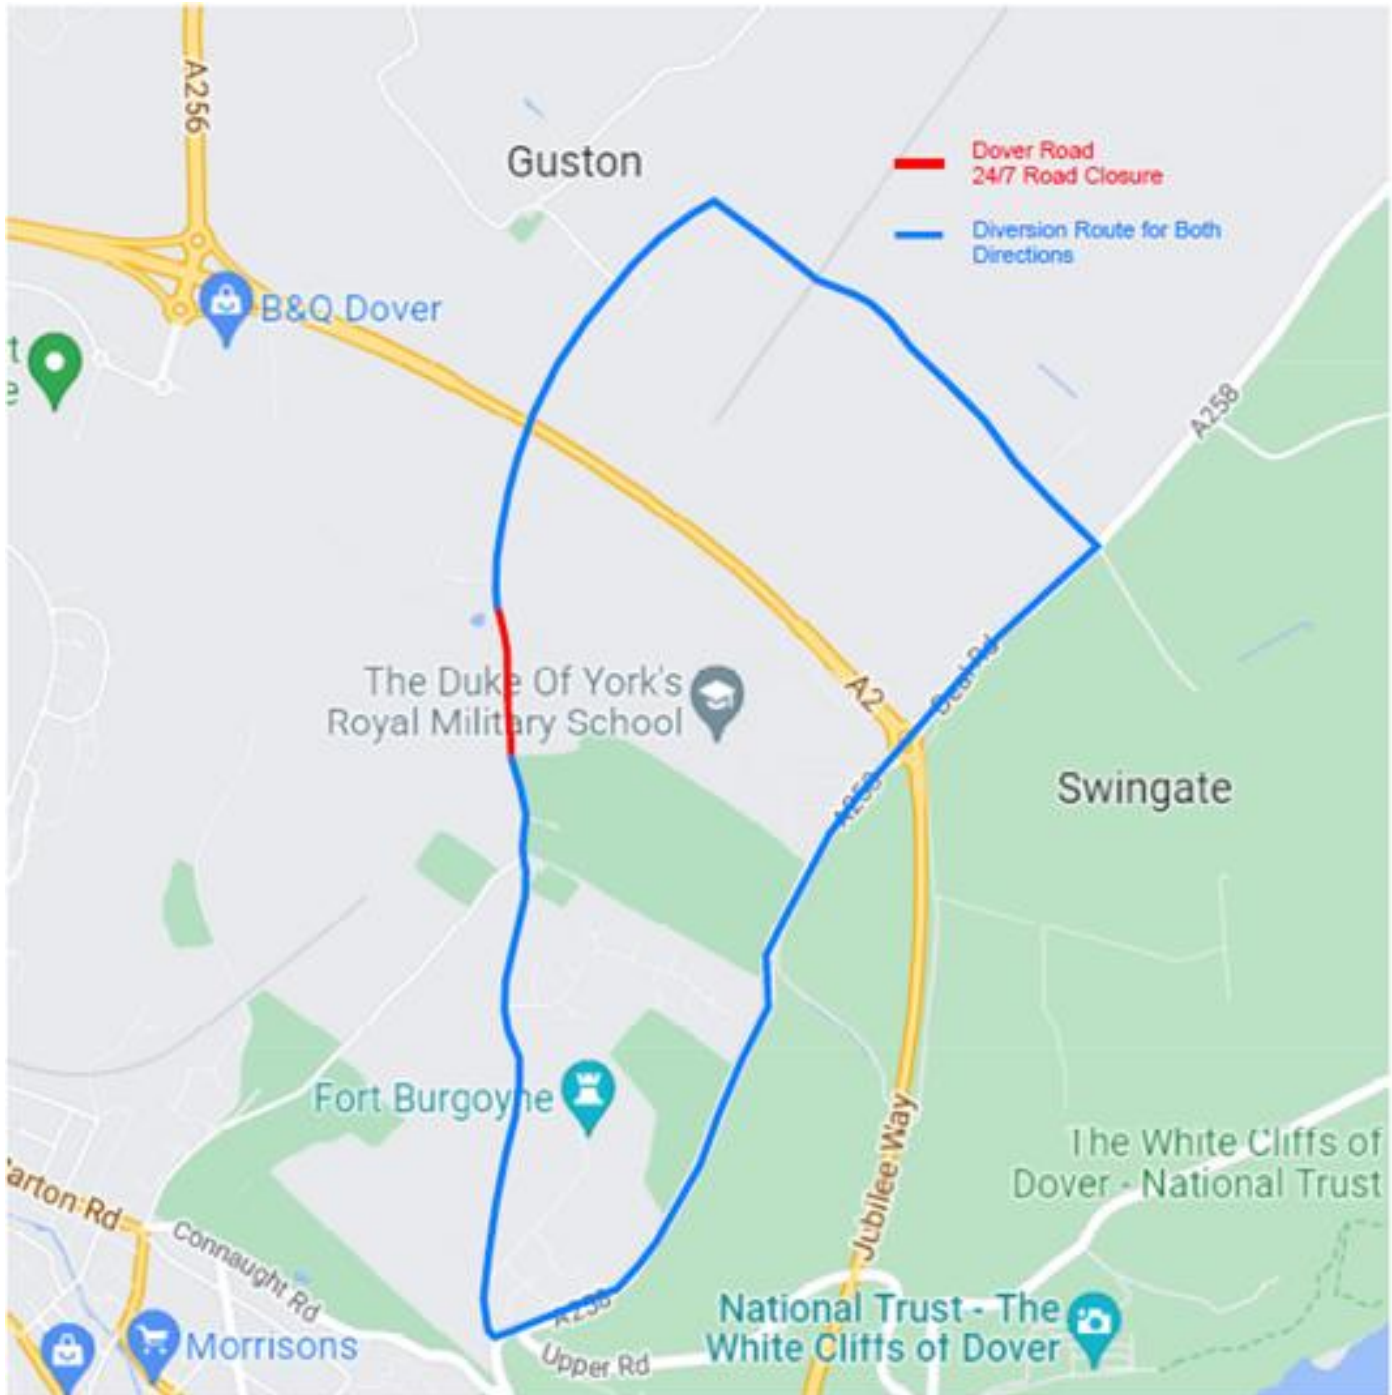 A256
Guston
Dover Road
24/7 Road Closure
Diversion Route for Both
Directions
B&Q Dover
A258
The Duke Of York's
Royal Military School
A2
Deal Rd
A258
Swingate
Fort Burgoyne
The White Cliffs of
Dover - National Trust
Jubilee Way
Connaught Rd
A258
National Trust - The
White Cliffs of Dover
Morrisons
Upper Rd